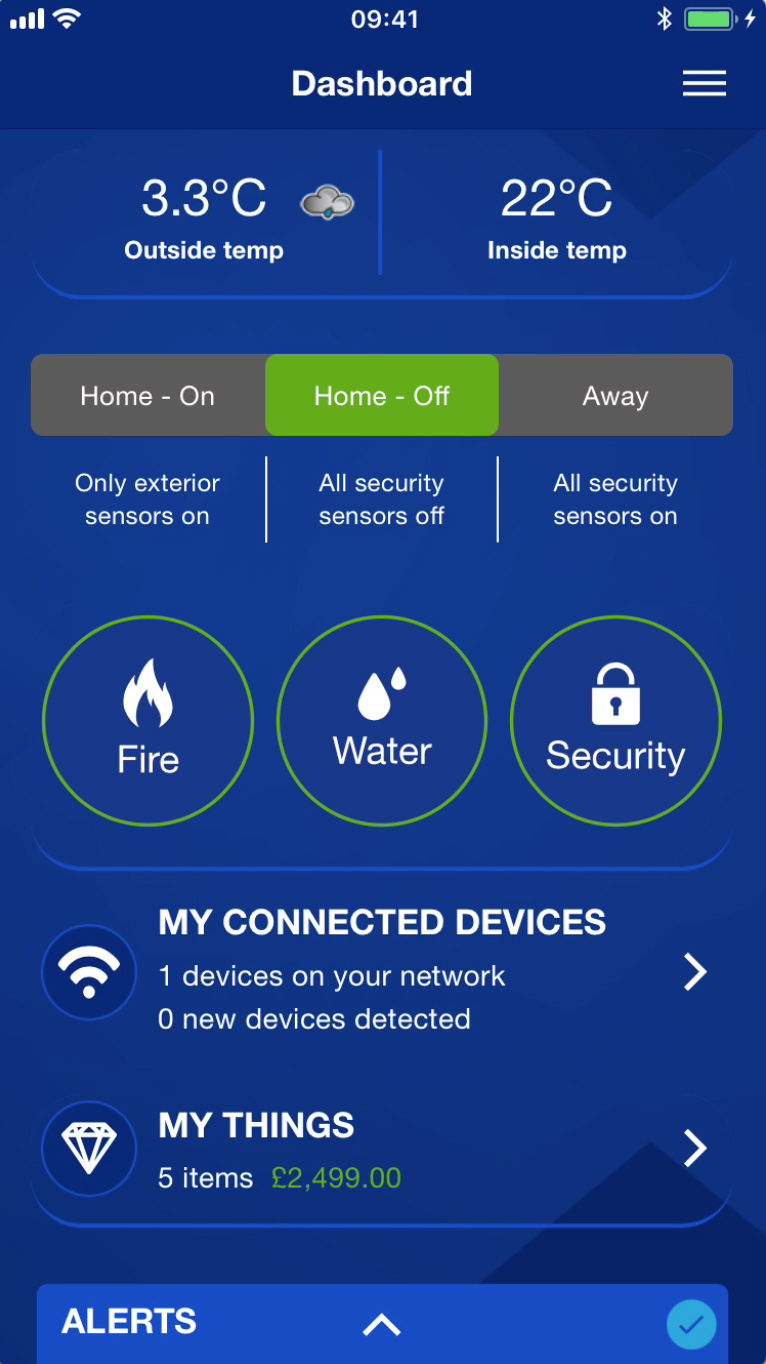 09:41
Dashboard
3.3°C
22°C
Outside temp
Inside temp
Home - On
Home - Off
Away
Only exterior
sensors on
All security
sensors off
All security
sensors on
Fire
Water
Security
MY CONNECTED DEVICES
1 devices on your network
0 new devices detected
MY THINGS
5 items £2,499.00
ALERTS